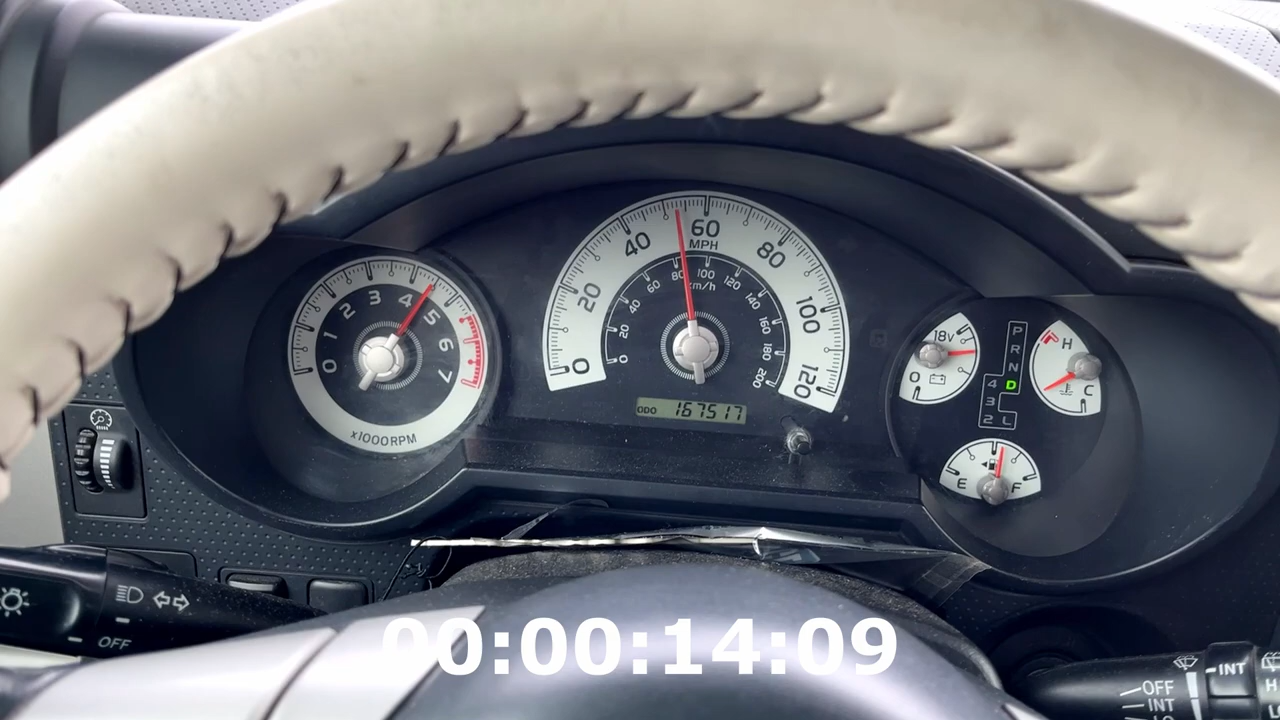 0 1 2 3 4 5 6 7
x1000RPM
0 20 40 60 80 100 120
MPH
0 20 40 60 80 100 120 140 160 180 200
km/h
ODO 167517
18V
0
P
R
N
4 D
3
2 L
H
C
E F
OFF
00:00:14:09
INT
OFF
INT
LO
H